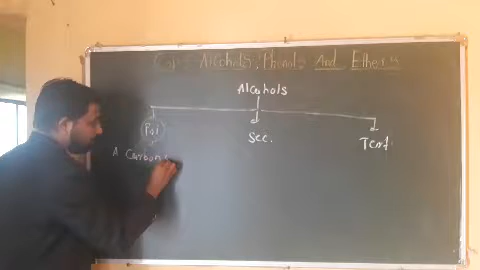 Alcohols, Phenols And Ethers
Alcohols
Pri
Sec.
Tert.
A Carbon